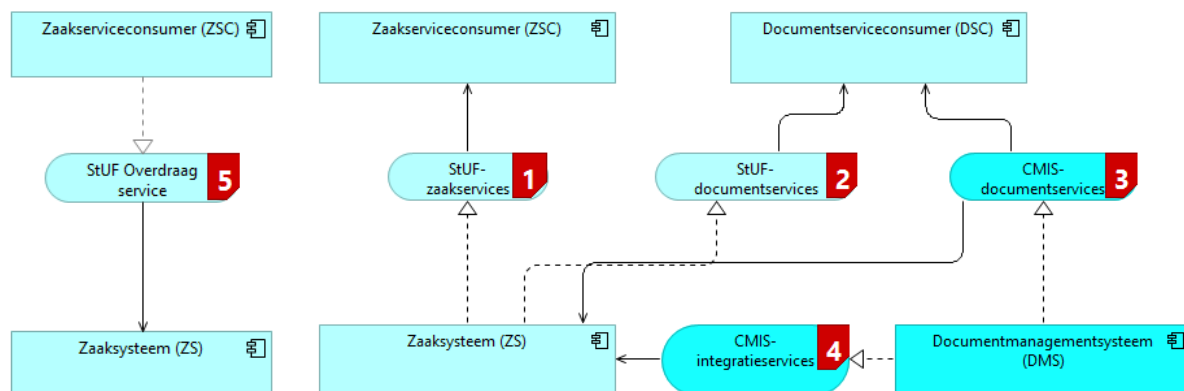 Zaakserviceconsumer (ZSC)
Zaakserviceconsumer (ZSC)
Documentserviceconsumer (DSC)
StUF Overdraag
service
5
StUF-
zaakservices
1
StUF-
documentservices
2
CMIS-
documentservices
3
Zaaksysteem (ZS)
Zaaksysteem (ZS)
CMIS-
integratieservices
4
Documentmanagementsysteem
(DMS)